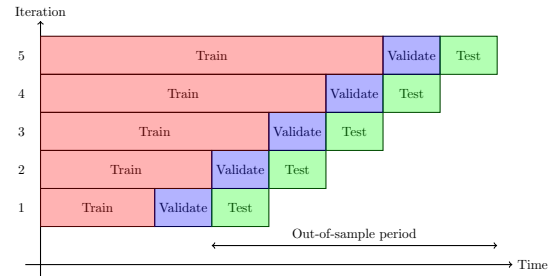 Iteration
5 Train Validate Test
4 Train Validate Test
3 Train Validate Test
2 Train Validate Test
1 Train Validate Test
Out-of-sample period
Time